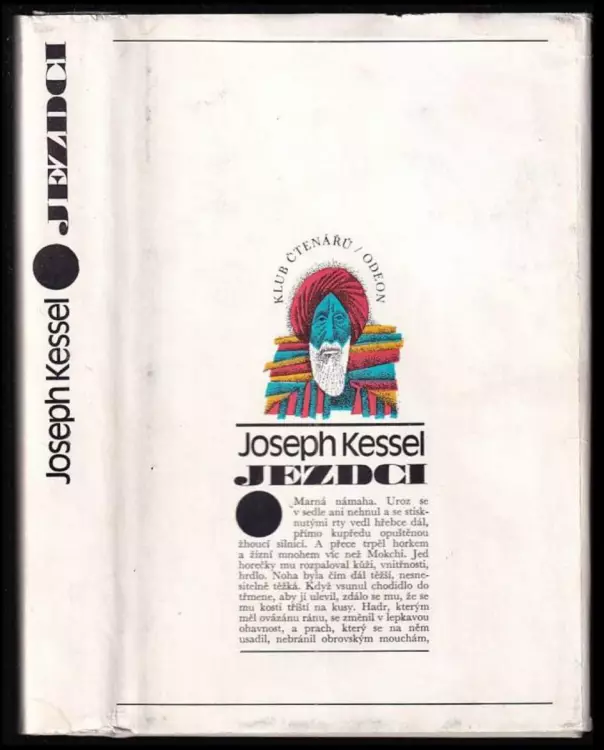 Joseph Kessel JEZDCI
KLUB ČTENÁŘŮ / ODEON
Joseph Kessel
JEZDCI
Marná námaha. Uroz se
v sedle ani nehnul a se stisk-
nutými rty vedl hřebce dál,
přímo kupředu opuštěnou
žhoucí silnicí. A přece trpěl horkem
a žízní mnohem víc než Mokchi. Jed
horečky mu rozpaloval kůži, vnitřnosti,
hrdlo. Noha byla čím dál těžší, nesne-
sitelně těžká. Když vsunul chodidlo do
třmene, aby jí ulevil, zdálo se mu, že se
mu kosti tříští na kusy. Hadr, kterým
měl ovázánu ránu, se změnil v lepkavou
ohavnost, a prach, který se na něm
usadil, nebránil obrovským mouchám,